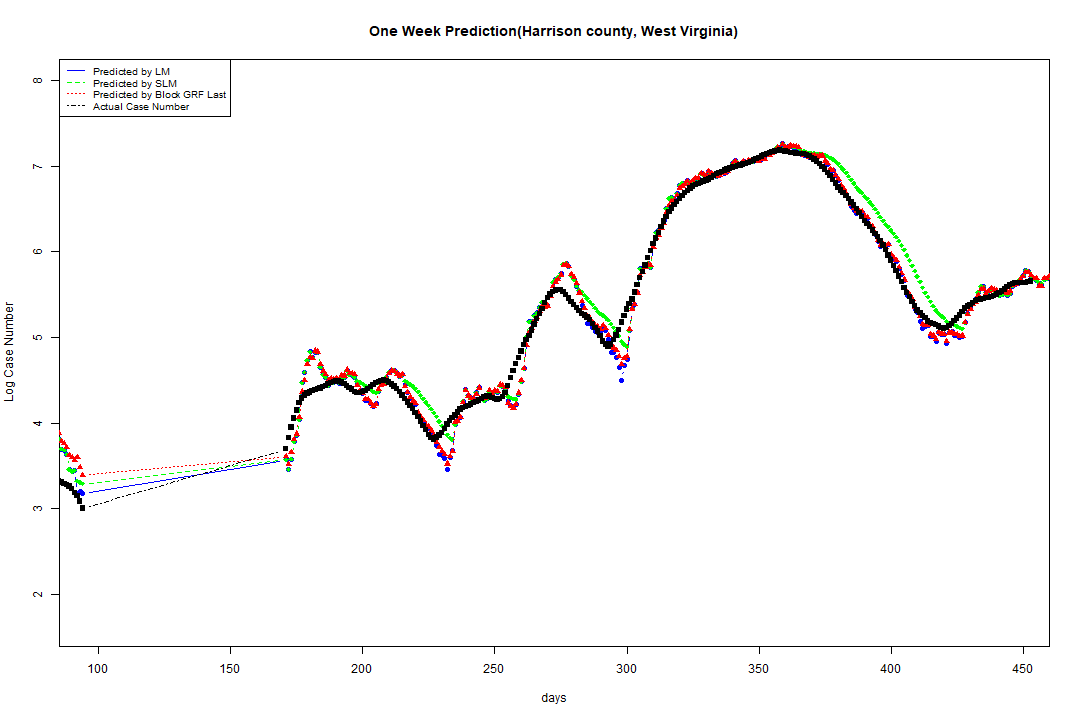 One Week Prediction(Harrison county, West Virginia)
Predicted by LM
Predicted by SLM
Predicted by Block GRF Last
Actual Case Number
8
7
6
5
4
3
2
Log Case Number
100 150 200 250 300 350 400 450
days